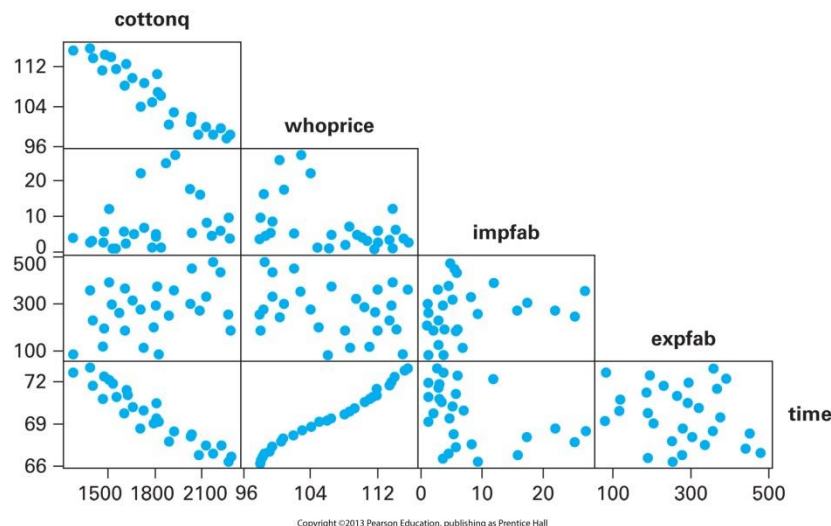 cottonq
112
104
96
whoprice
20
10
0
impfab
500
300
100
expfab
72
69
66
time
1500 1800 2100 96 104 112 0 10 20 100 300 500
Copyright ©2013 Pearson Education, publishing as Prentice Hall